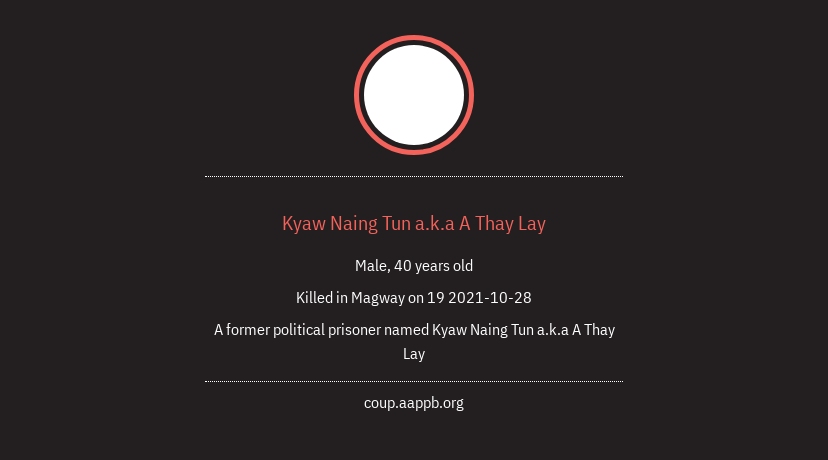 Kyaw Naing Tun a.k.a A Thay Lay
Male, 40 years old
Killed in Magway on 19 2021-10-28
A former political prisoner named Kyaw Naing Tun a.k.a A Thay
Lay
coup.aappb.org